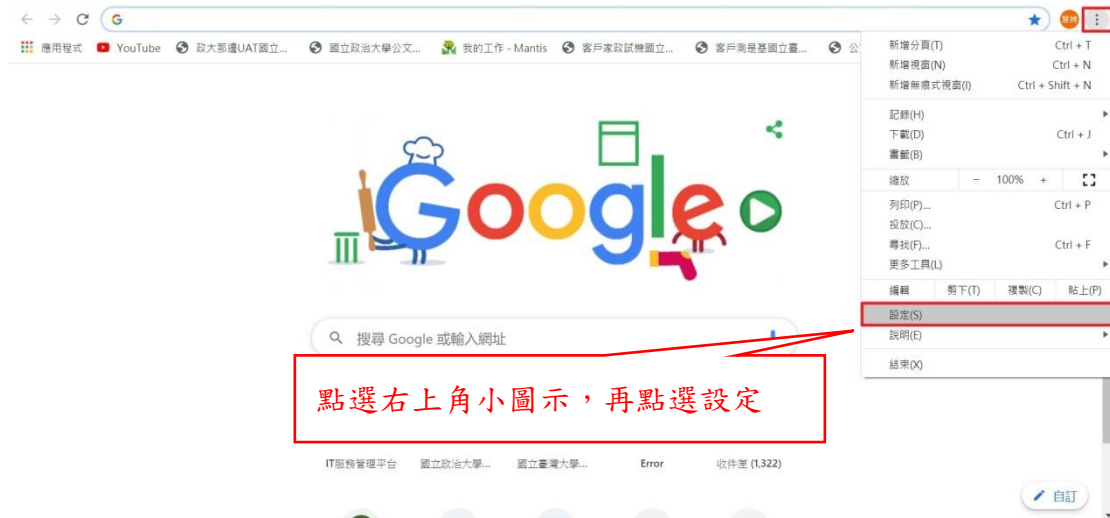 G
應用程式 YouTube 政大那邊UAT國立... 國立政治大學公文... 我的工作 - Mantis 客戶家政試機國立... 客戶測是基國立臺... 公
新增分頁(T) Ctrl + T
新增視窗(N) Ctrl + N
新增無痕式視窗(I) Ctrl + Shift + N
記錄(H)
下載(D) Ctrl + J
書籤(B)
縮放 - 100% +
列印(P)... Ctrl + P
投放(C)...
尋找(F)... Ctrl + F
更多工具(L)
編輯 剪下(T) 複製(C) 貼上(P)
設定(S)
說明(E)
結束(X)
Google
搜尋 Google 或輸入網址
點選右上角小圖示，再點選設定
IT服務管理平台 國立政治大學... 國立臺灣大學... Error 收件匣 (1,322)
自訂